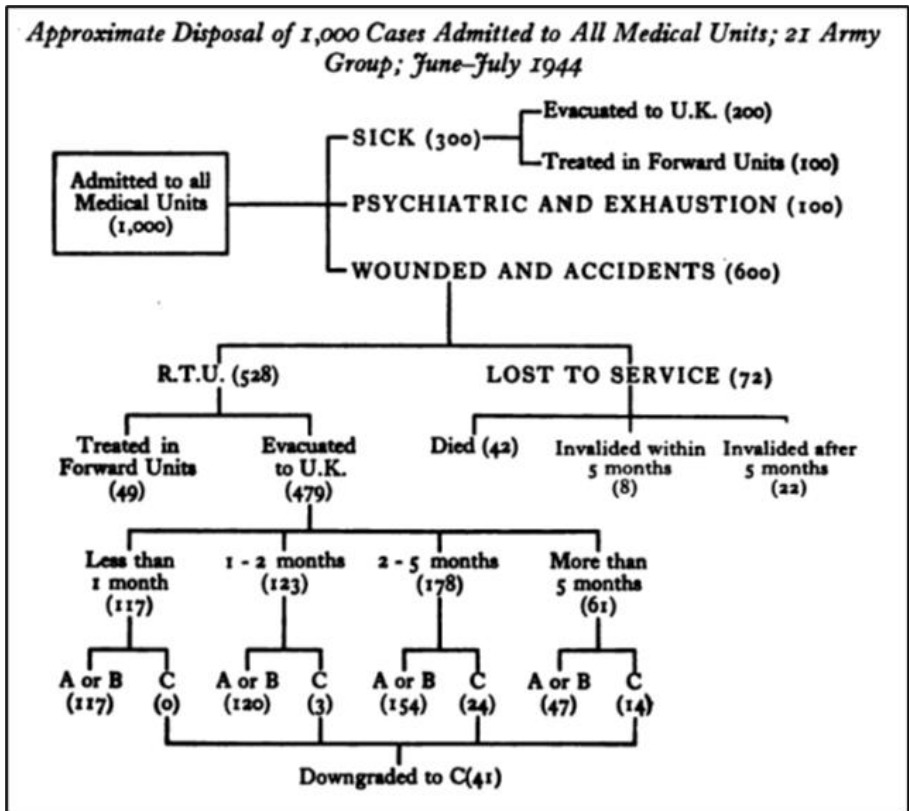 Approximate Disposal of 1,000 Cases Admitted to All Medical Units; 21 Army
Group; June–July 1944
Admitted to all
Medical Units
(1,000)
SICK (300)
Evacuated to U.K. (200)
Treated in Forward Units (100)
PSYCHIATRIC AND EXHAUSTION (100)
WOUNDED AND ACCIDENTS (600)
R.T.U. (528)
LOST TO SERVICE (72)
Treated in
Forward Units
(49)
Evacuated
to U.K.
(479)
Died (42)
Invalided within
5 months
(8)
Invalided after
5 months
(22)
Less than
1 month
(117)
1 - 2 months
(123)
2 - 5 months
(178)
More than
5 months
(61)
A or B
(117)
C
(0)
A or B
(120)
C
(3)
A or B
(154)
C
(24)
A or B
(47)
C
(14)
Downgraded to C(41)